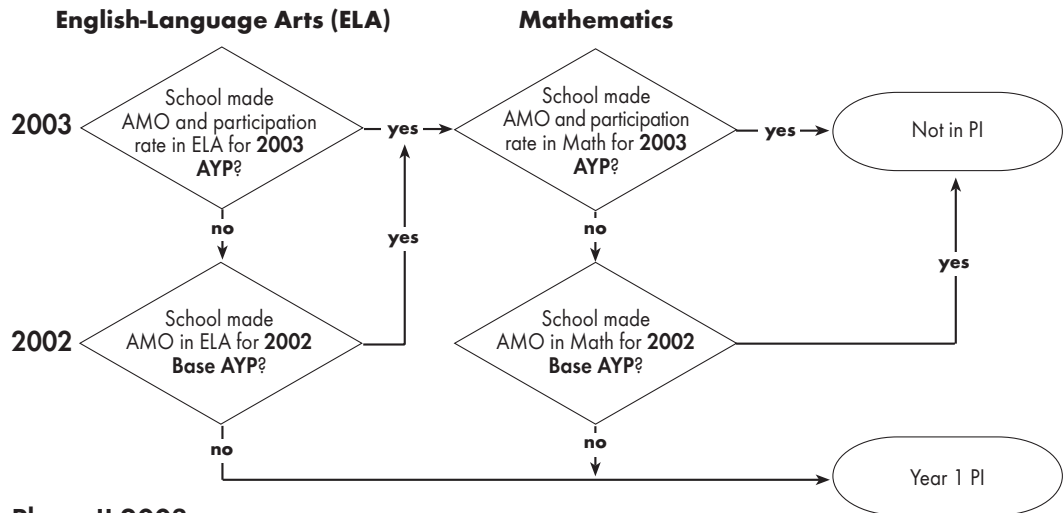 English-Language Arts (ELA)
Mathematics
2003
School made
AMO and participation
rate in ELA for 2003
AYP?
yes
School made
AMO and participation
rate in Math for 2003
AYP?
yes
Not in PI
no
yes
no
yes
2002
School made
AMO in ELA for 2002
Base AYP?
School made
AMO in Math for 2002
Base AYP?
no
no
Year 1 PI